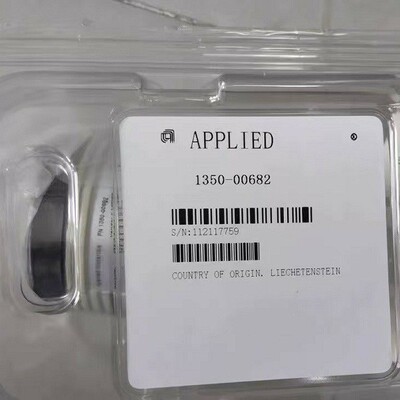 APPLIED
®
1350-00682
S/N:112117759
COUNTRY OF ORIGIN. LIECHETENSTEIN